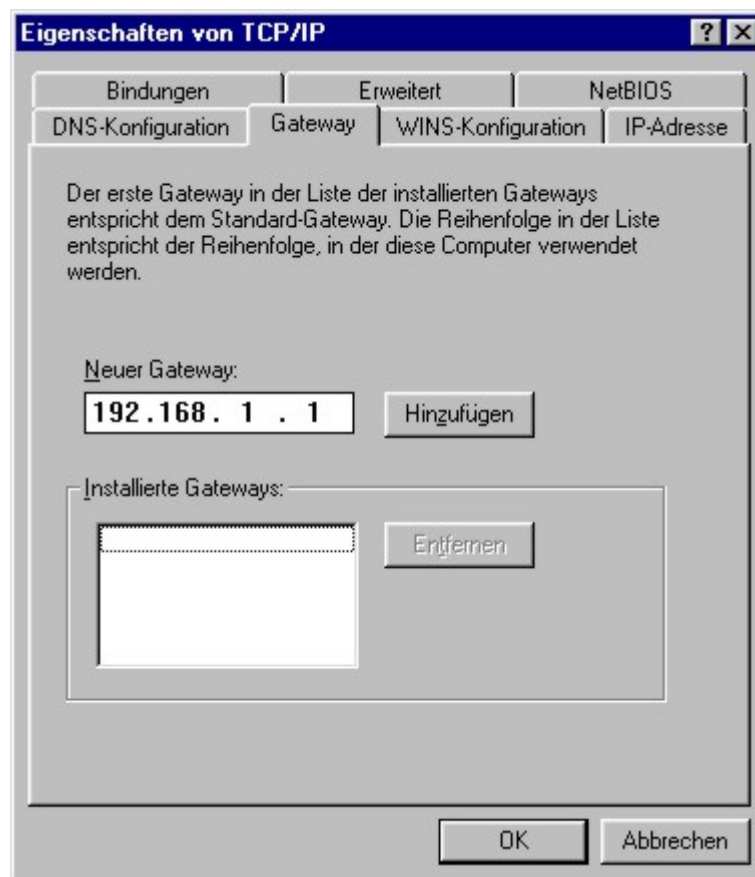 Eigenschaften von TCP/IP
Bindungen Erweitert NetBIOS
DNS-Konfiguration Gateway WINS-Konfiguration IP-Adresse
Der erste Gateway in der Liste der installierten Gateways
entspricht dem Standard-Gateway. Die Reihenfolge in der Liste
entspricht der Reihenfolge, in der diese Computer verwendet
werden.
Neuer Gateway:
192.168. 1 . 1 Hinzufügen
Installierte Gateways:
Entfernen
OK Abbrechen